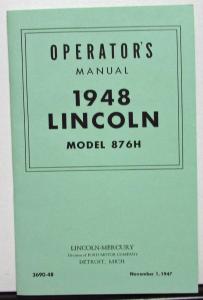 OPERATOR'S
MANUAL
1948
LINCOLN
MODEL 876H
LINCOLN-MERCURY
Division of FORD MOTOR COMPANY
DETROIT, MICH.
3690-48 November 1, 1947